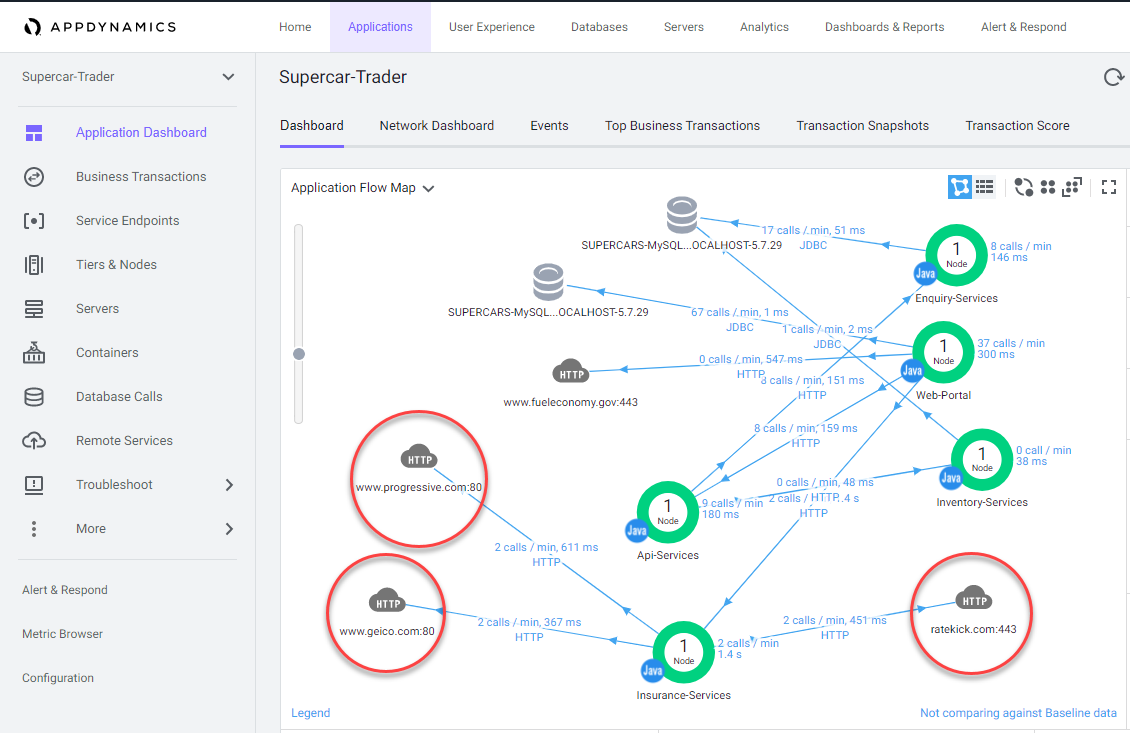 APPDYNAMICS
Home
Applications
User Experience
Databases
Servers
Analytics
Dashboards & Reports
Alert & Respond
Supercar-Trader
Application Dashboard
Business Transactions
Service Endpoints
Tiers & Nodes
Servers
Containers
Database Calls
Remote Services
Troubleshoot
More
Alert & Respond
Metric Browser
Configuration
Supercar-Trader
Dashboard
Network Dashboard
Events
Top Business Transactions
Transaction Snapshots
Transaction Score
Application Flow Map
SUPERCARS-MySQL...OCALHOST-5.7.29
17 calls / min, 51 ms
JDBC
1
Node
Java
8 calls / min
146 ms
Enquiry-Services
SUPERCARS-MySQL...OCALHOST-5.7.29
67 calls / min, 1 ms
JDBC
1 calls / min, 2 ms
JDBC
1
Node
Java
37 calls / min
300 ms
Web-Portal
HTTP
www.fueleconomy.gov:443
0 calls / min, 547 ms
HTTP
8 calls / min, 151 ms
HTTP
8 calls / min, 159 ms
HTTP
1
Node
Java
0 call / min
38 ms
Inventory-Services
HTTP
www.progressive.com:80
0 calls / min, 48 ms
HTTP
2 calls /
.4 s
HTTP
1
Node
Java
9 calls / min
180 ms
Api-Services
2 calls / min, 611 ms
HTTP
HTTP
www.geico.com:80
2 calls / min, 367 ms
HTTP
HTTP
ratekick.com:443
2 calls / min, 451 ms
HTTP
1
Node
Java
2 calls / min
1.4 s
Insurance-Services
Legend
Not comparing against Baseline data